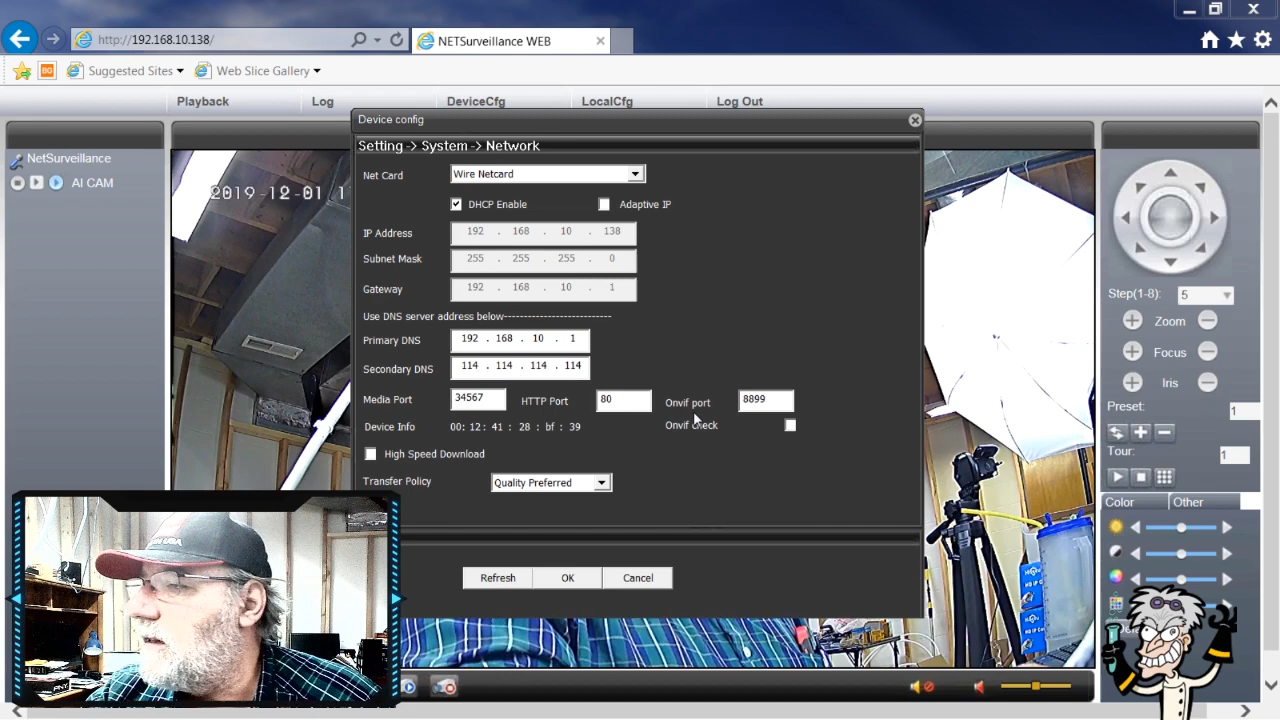 http://192.168.10.138/
NETSurveillance WEB
BG
Suggested Sites
Web Slice Gallery
Playback
Log
DeviceCfg
LocalCfg
Log Out
Device config
Setting -> System -> Network
NetSurveillance
AI CAM
2019-12-01 1
Net Card
Wire Netcard
DHCP Enable
Adaptive IP
IP Address
192 . 168 . 10 . 138
Subnet Mask
255 . 255 . 255 . 0
Gateway
192 . 168 . 10 . 1
Use DNS server address below---------------------------
Primary DNS
192 . 168 . 10 . 1
Secondary DNS
114 . 114 . 114 . 114
Media Port
34567
HTTP Port
80
Onvif port
8899
Device Info
00: 12: 41 : 28 : bf : 39
Onvif check
High Speed Download
Transfer Policy
Quality Preferred
Refresh
OK
Cancel
Step(1-8):
5
Zoom
Focus
Iris
Preset:
1
Tour:
1
Color
Other